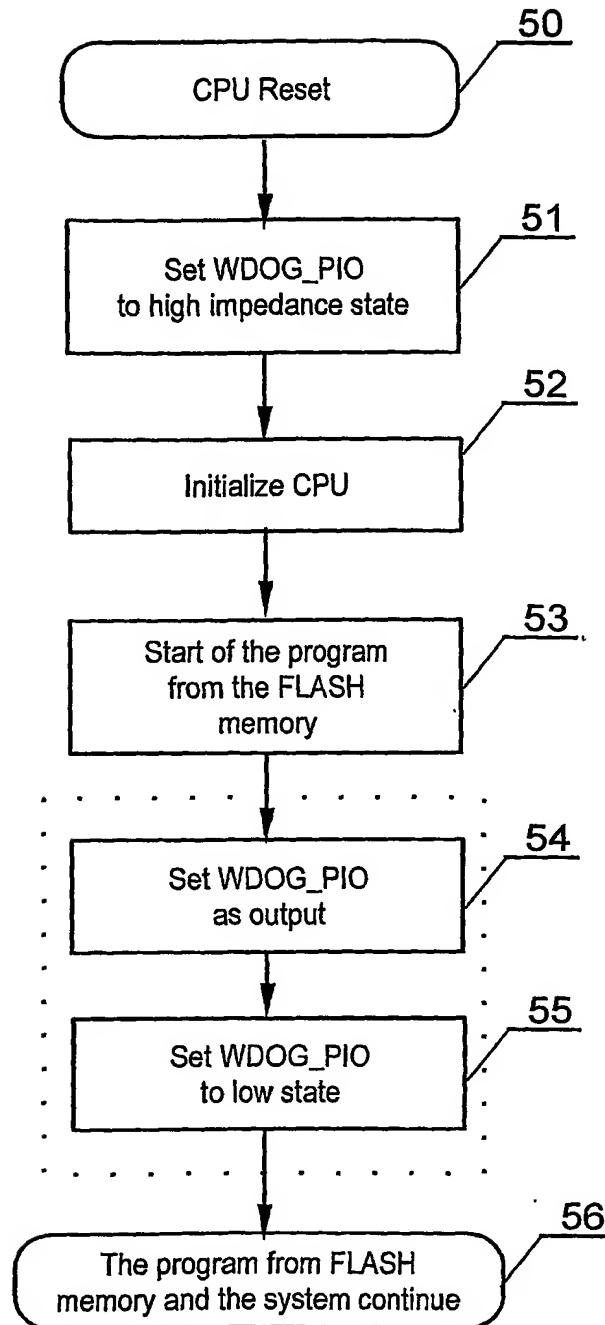 50
CPU Reset
51
Set WDOG_PIO
to high impedance state
52
Initialize CPU
53
Start of the program
from the FLASH
memory
54
Set WDOG_PIO
as output
55
Set WDOG_PIO
to low state
56
The program from FLASH
memory and the system continue